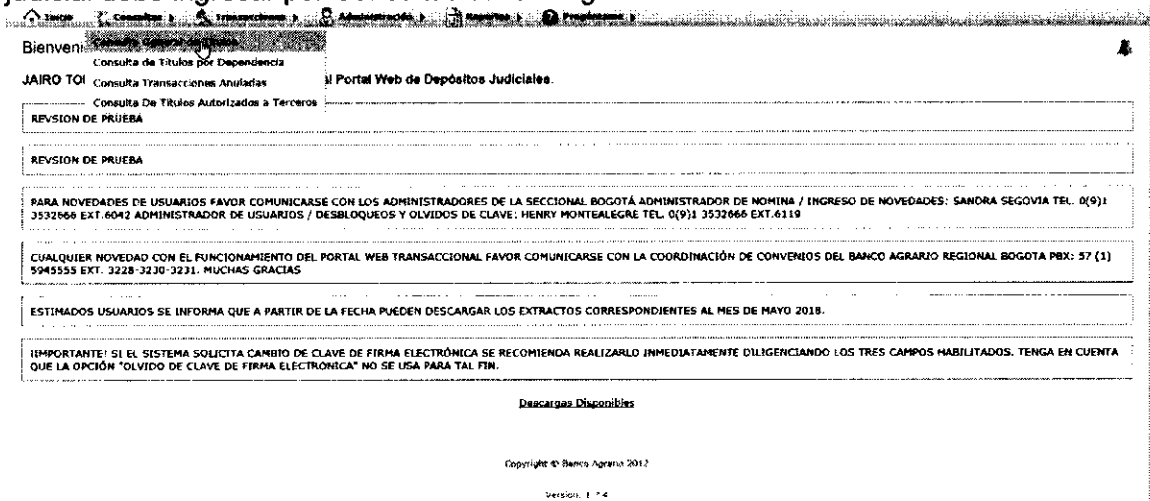 Inicio Consultas Transacciones Administración Reportes Pregúntenos
Bienveni
Consulta General de Títulos
Consulta de Títulos por Dependencia
JAIRO TO
Consulta Transacciones Anuladas
l Portal Web de Depósitos Judiciales.
Consulta De Títulos Autorizados a Terceros
REVSION DE PRUEBA
REVSION DE PRUEBA
PARA NOVEDADES DE USUARIOS FAVOR COMUNICARSE CON LOS ADMINISTRADORES DE LA SECCIONAL BOGOTÁ ADMINISTRADOR DE NOMINA / INGRESO DE NOVEDADES: SANDRA SEGOVIA TEL. 0(9)1
3532666 EXT.6042 ADMINISTRADOR DE USUARIOS / DESBLOQUEOS Y OLVIDOS DE CLAVE: HENRY MONTEALEGRE TEL. 0(9)1 3532666 EXT.6119
CUALQUIER NOVEDAD CON EL FUNCIONAMIENTO DEL PORTAL WEB TRANSACCIONAL FAVOR COMUNICARSE CON LA COORDINACIÓN DE CONVENIOS DEL BANCO AGRARIO REGIONAL BOGOTA PBX: 57 (1)
5945555 EXT. 3228-3230-3231. MUCHAS GRACIAS
ESTIMADOS USUARIOS SE INFORMA QUE A PARTIR DE LA FECHA PUEDEN DESCARGAR LOS EXTRACTOS CORRESPONDIENTES AL MES DE MAYO 2018.
¡IMPORTANTE! SI EL SISTEMA SOLICITA CAMBIO DE CLAVE DE FIRMA ELECTRÓNICA SE RECOMIENDA REALIZARLO INMEDIATAMENTE DILIGENCIANDO LOS TRES CAMPOS HABILITADOS. TENGA EN CUENTA
QUE LA OPCIÓN "OLVIDO DE CLAVE DE FIRMA ELECTRÓNICA" NO SE USA PARA TAL FIN.
Descargas Disponibles
Copyright © Banco Agrario 2012
Version: